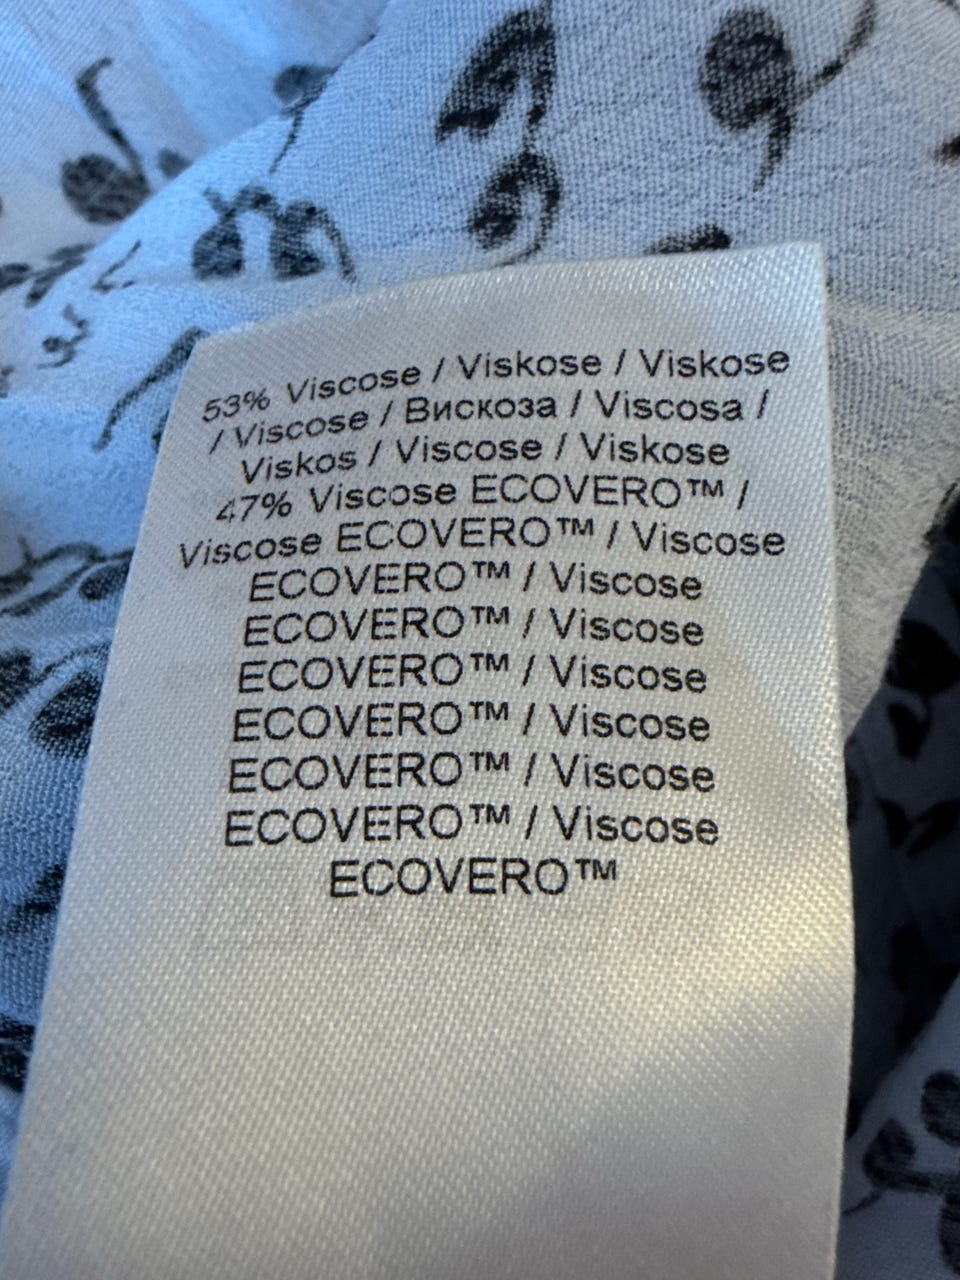 53% Viscose / Viskose / Viskose
/ Viscose / Вискоза / Viscosa /
Viskos / Viscose / Viskose
47% Viscose ECOVERO™ /
Viscose ECOVERO™ / Viscose
ECOVERO™ / Viscose
ECOVERO™ / Viscose
ECOVERO™ / Viscose
ECOVERO™ / Viscose
ECOVERO™ / Viscose
ECOVERO™ / Viscose
ECOVERO™